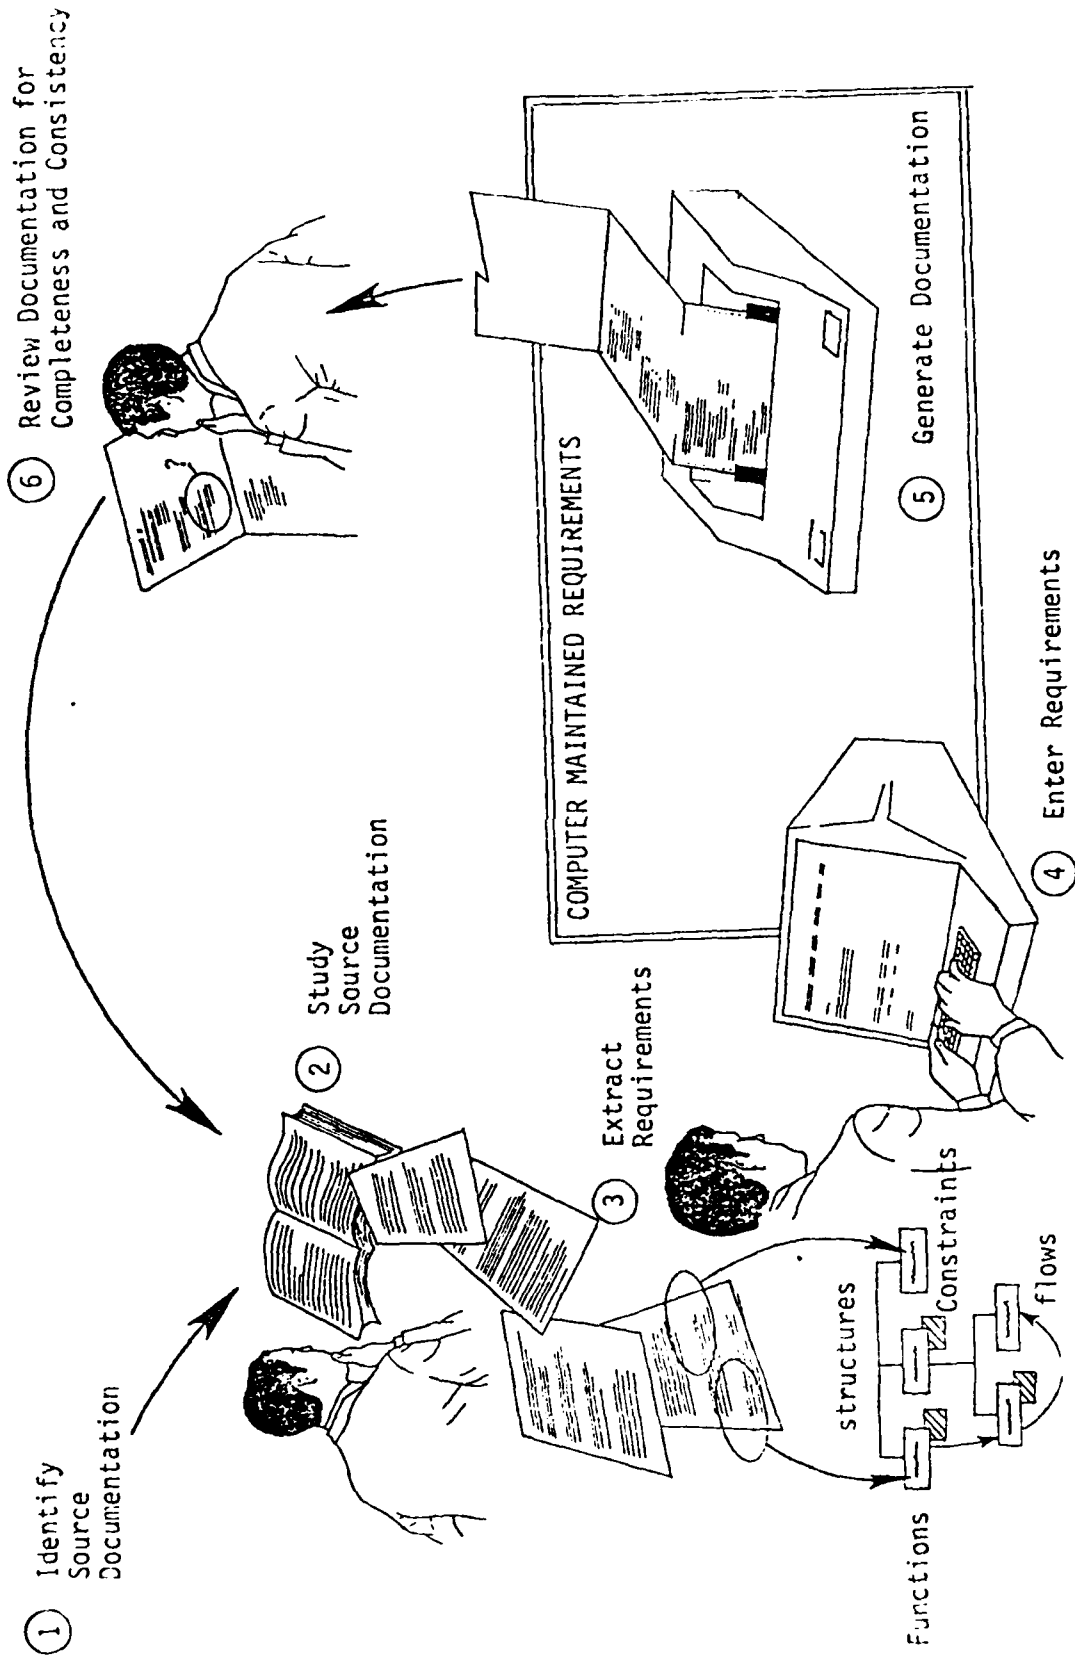 1
Identify
Source
Documentation
2
Study
Source
Documentation
3
Extract
Requirements
Functions
structures
Constraints
flows
4
Enter Requirements
COMPUTER MAINTAINED REQUIREMENTS
5
Generate Documentation
6
Review Documentation for
Completeness and Consistency
?